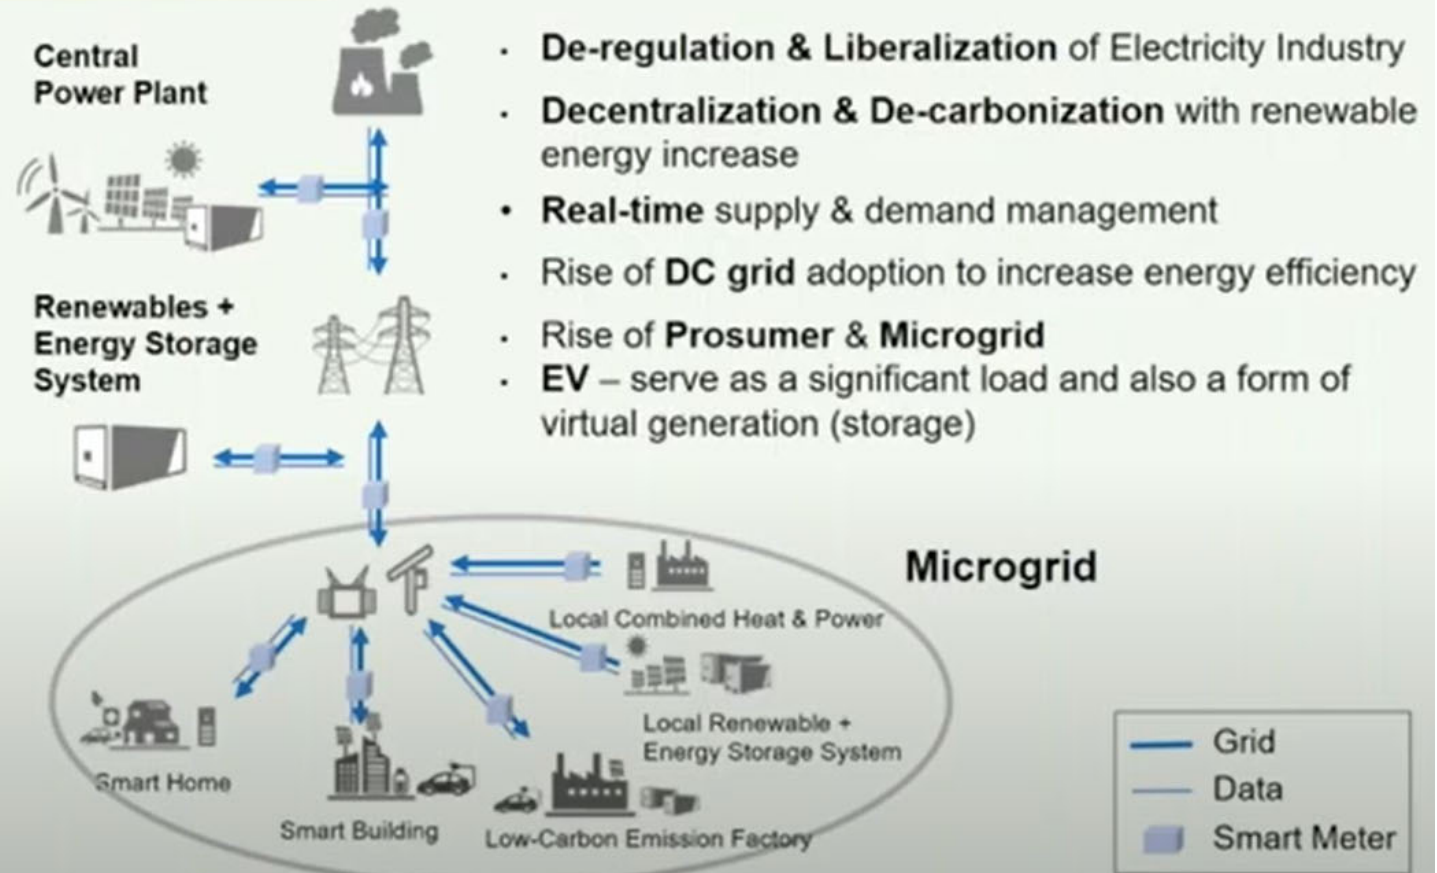 Central
Power Plant
Renewables +
Energy Storage
System
· De-regulation & Liberalization of Electricity Industry
· Decentralization & De-carbonization with renewable
energy increase
• Real-time supply & demand management
· Rise of DC grid adoption to increase energy efficiency
· Rise of Prosumer & Microgrid
· EV – serve as a significant load and also a form of
virtual generation (storage)
Microgrid
Local Combined Heat & Power
Local Renewable +
Energy Storage System
Smart Home
Smart Building
Low-Carbon Emission Factory
Grid
Data
Smart Meter